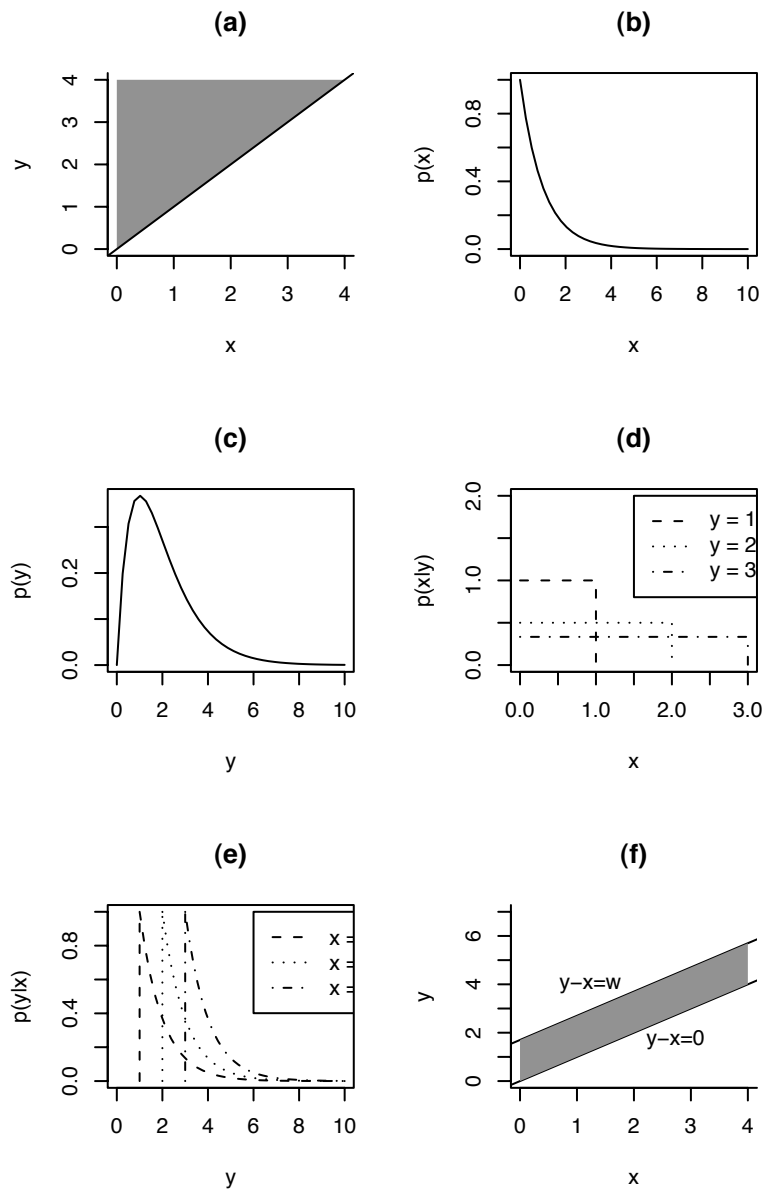 (a)
y
4
3
2
1
0
0 1 2 3 4
x
(b)
p(x)
0.8
0.4
0.0
0 2 4 6 8 10
x
(c)
p(y)
0.2
0.0
0 2 4 6 8 10
y
(d)
p(x|y)
2.0
1.0
0.0
y = 1
y = 2
y = 3
0.0 1.0 2.0 3.0
x
(e)
p(y|x)
0.8
0.4
0.0
x =
x =
x =
0 2 4 6 8 10
y
(f)
y
6
4
2
0
y−x=w
y−x=0
0 1 2 3 4
x